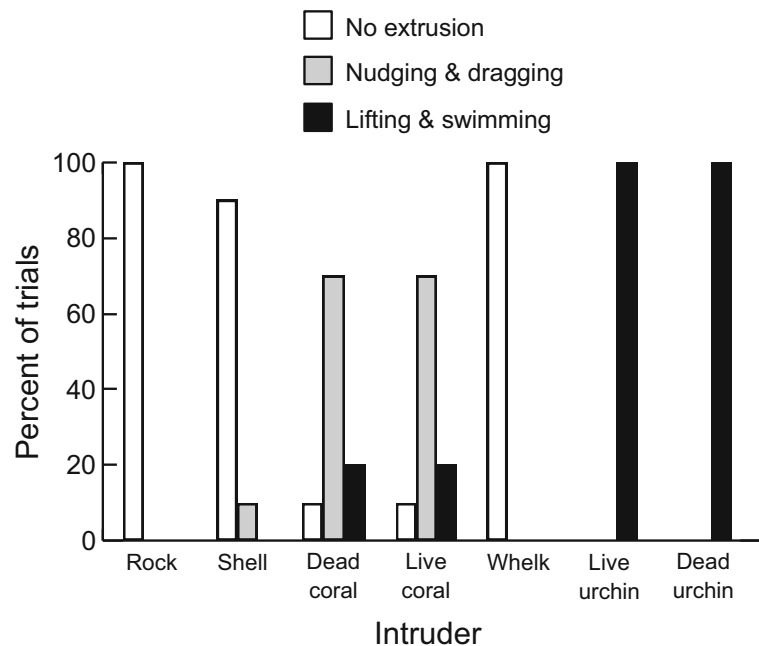 No extrusion
Nudging & dragging
Lifting & swimming
100
80
60
40
20
0
Percent of trials
Rock Shell Dead coral Live coral Whelk Live urchin Dead urchin
Intruder